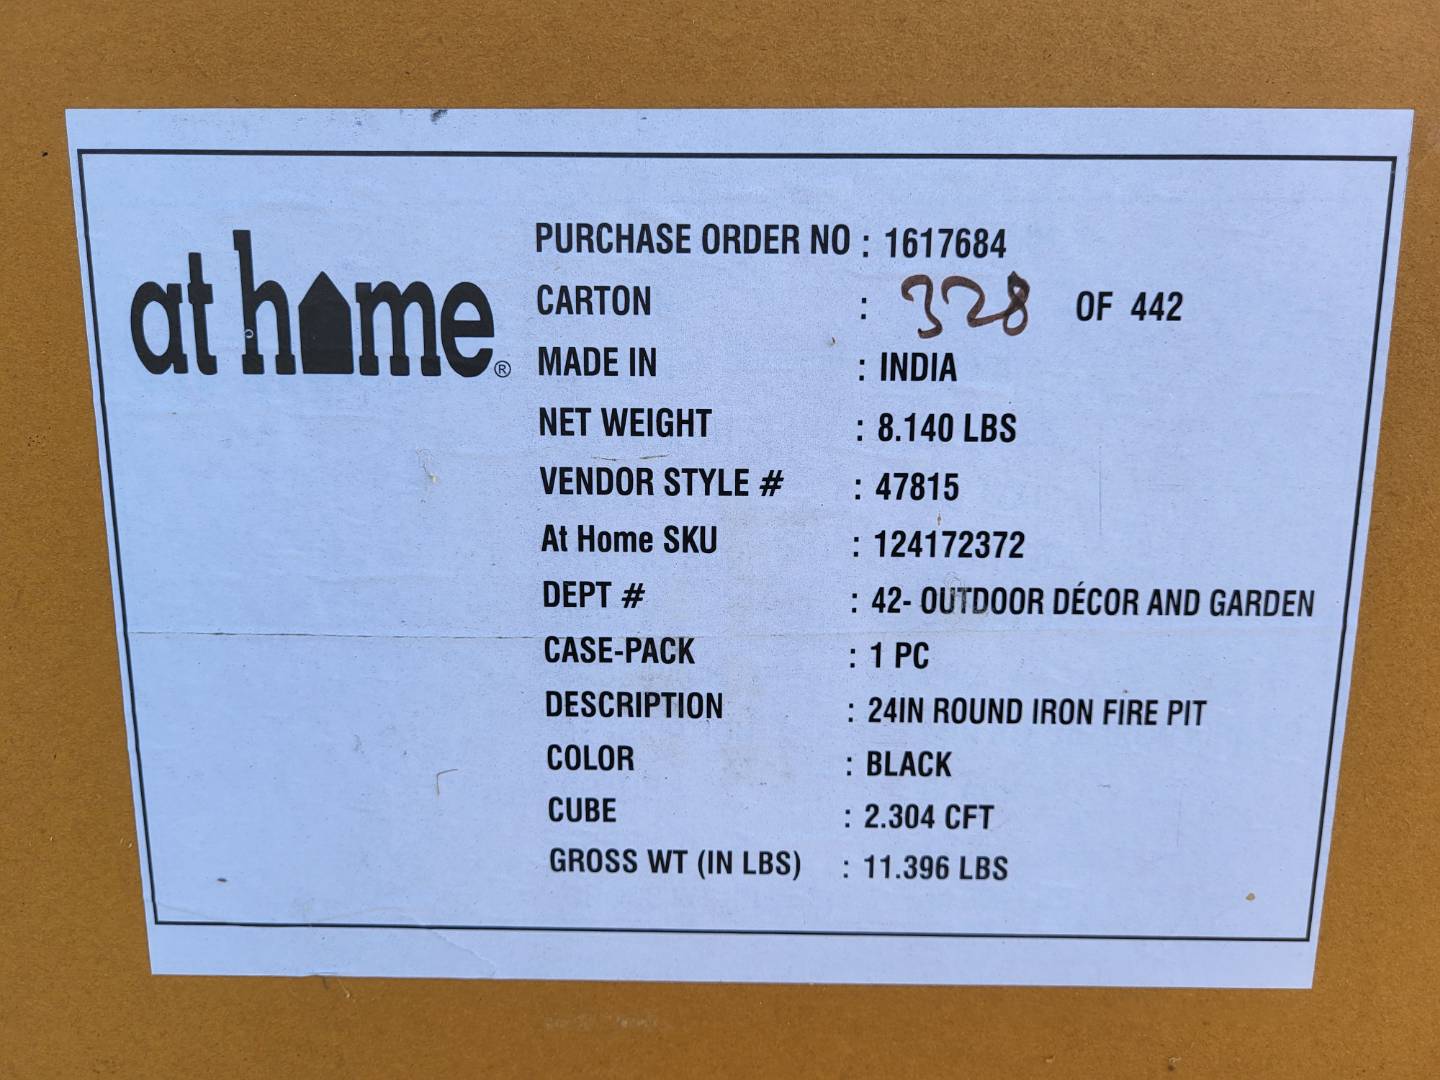 at home®
PURCHASE ORDER NO : 1617684
CARTON : 328 OF 442
MADE IN : INDIA
NET WEIGHT : 8.140 LBS
VENDOR STYLE # : 47815
At Home SKU : 124172372
DEPT # : 42- OUTDOOR DÉCOR AND GARDEN
CASE-PACK : 1 PC
DESCRIPTION : 24IN ROUND IRON FIRE PIT
COLOR : BLACK
CUBE : 2.304 CFT
GROSS WT (IN LBS) : 11.396 LBS